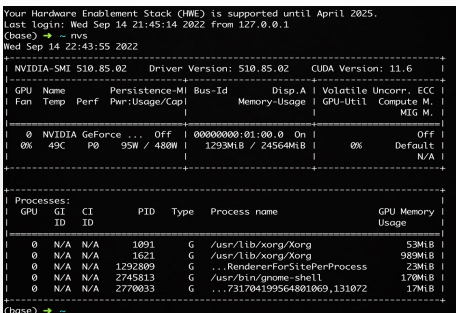 Your Hardware Enablement Stack (HWE) is supported until April 2025.
Last login: Wed Sep 14 21:45:14 2022 from 127.0.0.1
(base) ➜ ~ nvs
Wed Sep 14 22:43:55 2022
NVIDIA-SMI 510.85.02 Driver Version: 510.85.02 CUDA Version: 11.6
GPU Name Persistence-M| Bus-Id Disp.A | Volatile Uncorr. ECC
Fan Temp Perf Pwr:Usage/Cap| Memory-Usage | GPU-Util Compute M.
MIG M.
0 NVIDIA GeForce ... Off | 00000000:01:00.0 On | Off
0% 49C P0 95W / 480W | 1293MiB / 24564MiB | 0% Default
N/A
Processes:
GPU GI CI PID Type Process name GPU Memory
ID ID Usage
0 N/A N/A 1091 G /usr/lib/xorg/Xorg 53MiB
0 N/A N/A 1621 G /usr/lib/xorg/Xorg 989MiB
0 N/A N/A 1292809 G ...RendererForSitePerProcess 23MiB
0 N/A N/A 2745813 G /usr/bin/gnome-shell 170MiB
0 N/A N/A 2770033 G ...731704199564801069,131072 17MiB
(base) ➜ ~